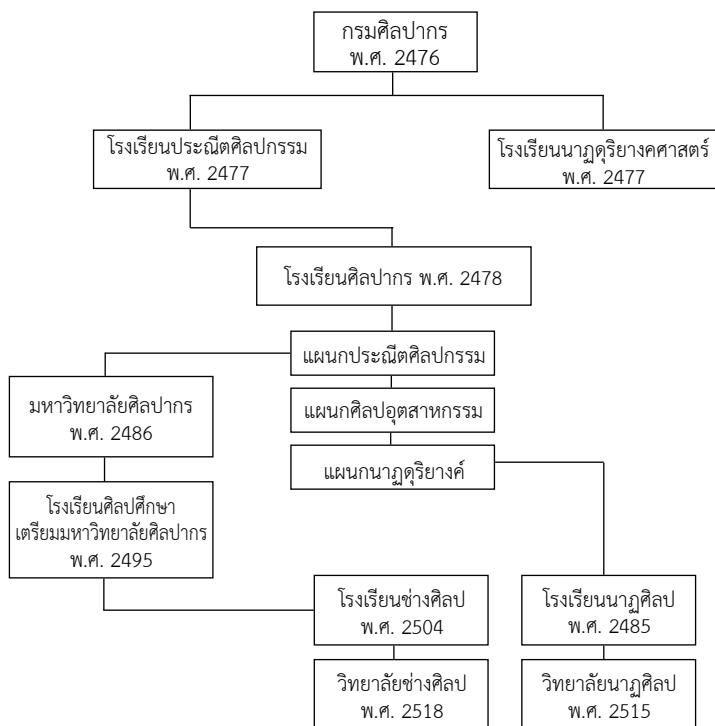 กรมศิลปากร
พ.ศ. 2476
โรงเรียนประณีตศิลปกรรม
พ.ศ. 2477
โรงเรียนนาฏดุริยางคศาสตร์
พ.ศ. 2477
โรงเรียนศิลปากร พ.ศ. 2478
แผนกประณีตศิลปกรรม
แผนกศิลปอุตสาหกรรม
แผนกนาฏดุริยางค์
มหาวิทยาลัยศิลปากร
พ.ศ. 2486
โรงเรียนศิลปศึกษา
เตรียมมหาวิทยาลัยศิลปากร
พ.ศ. 2495
โรงเรียนช่างศิลป
พ.ศ. 2504
โรงเรียนนาฏศิลป
พ.ศ. 2485
วิทยาลัยช่างศิลป
พ.ศ. 2518
วิทยาลัยนาฏศิลป
พ.ศ. 2515